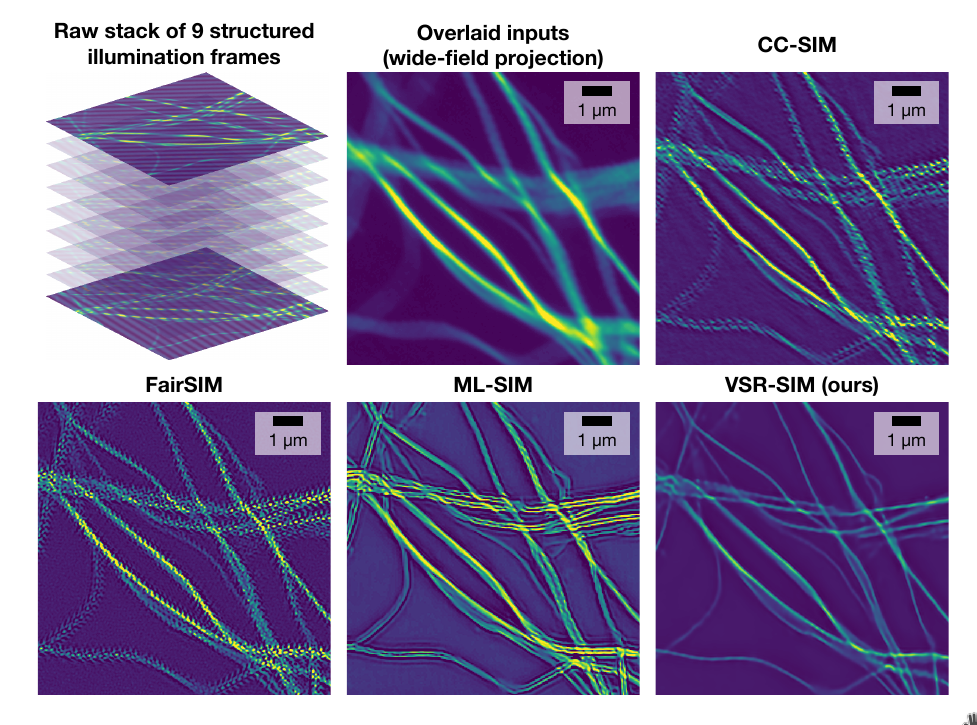 Raw stack of 9 structured
illumination frames
Overlaid inputs
(wide-field projection)
CC-SIM
1 µm
1 µm
FairSIM
ML-SIM
VSR-SIM (ours)
1 µm
1 µm
1 µm